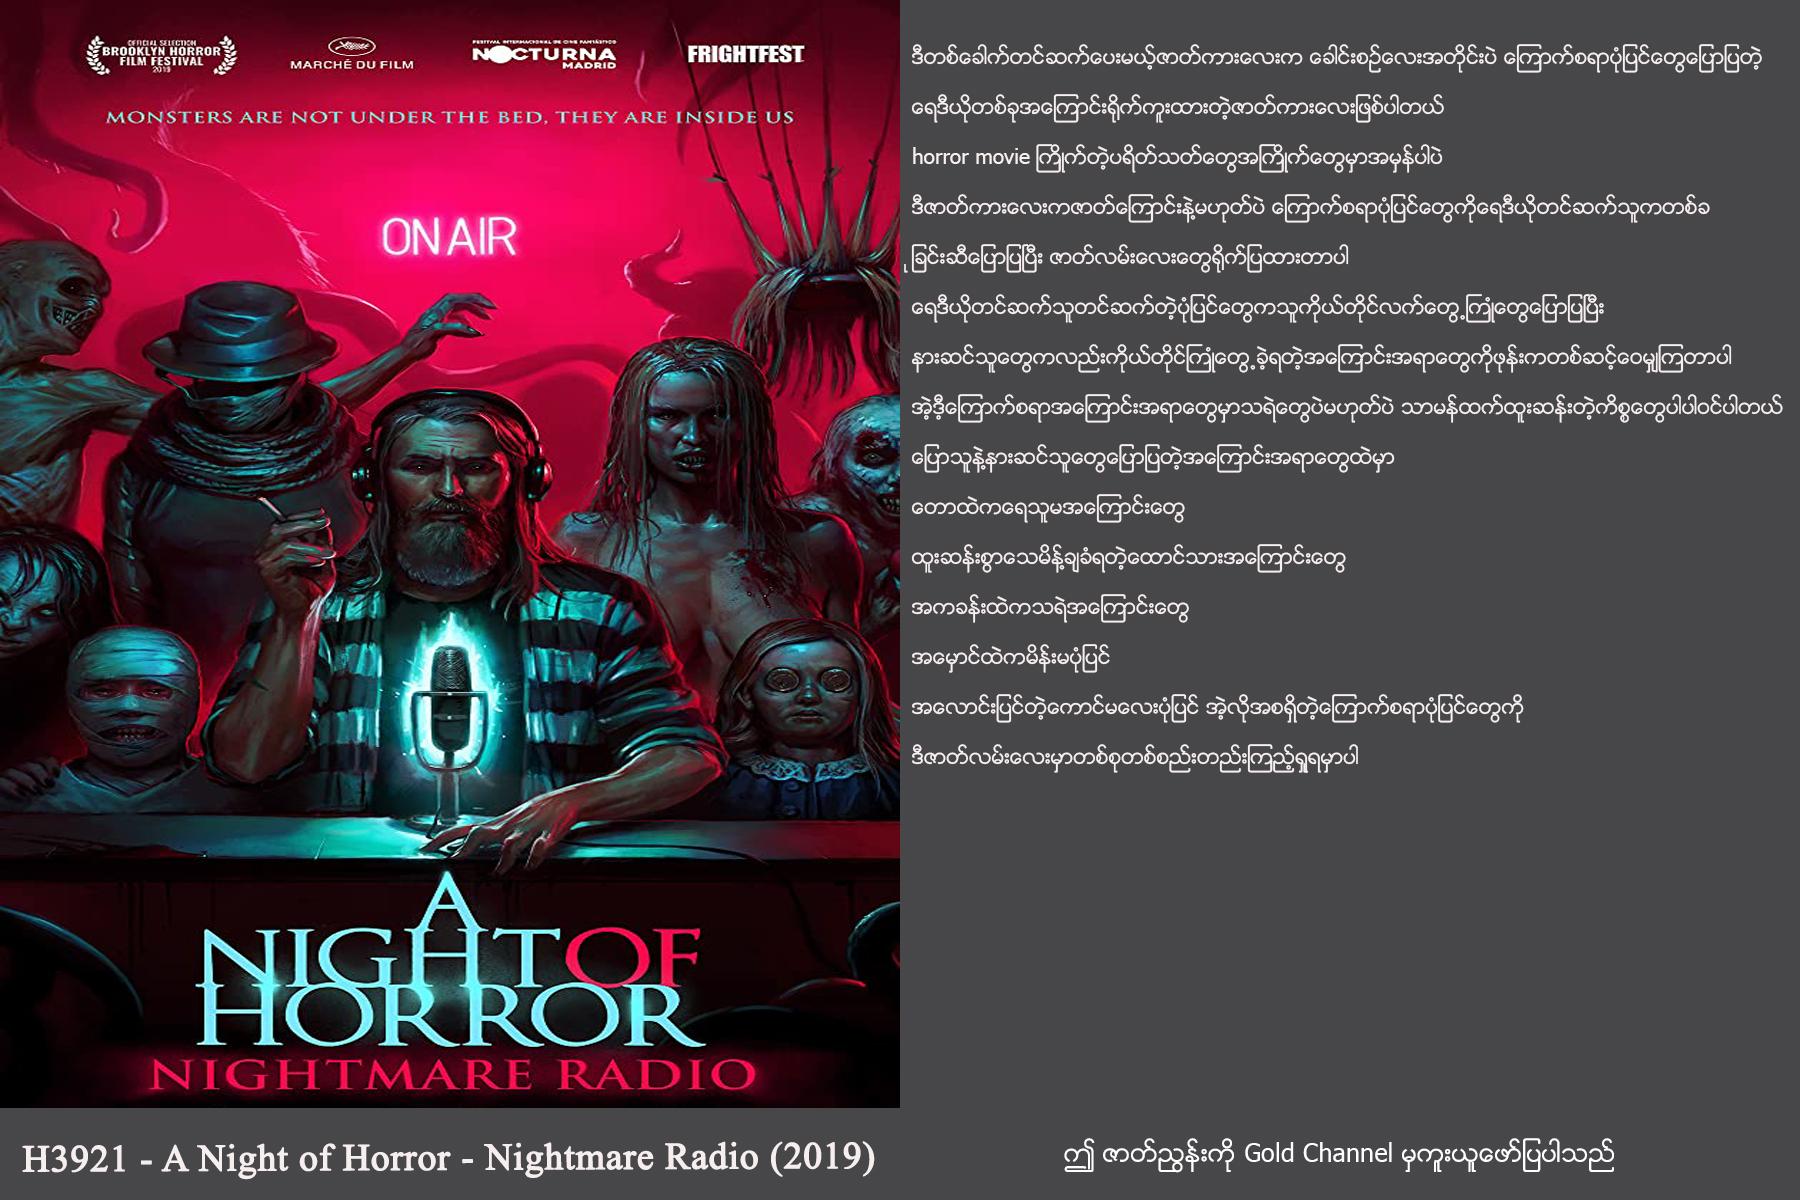 OFFICIAL SELECTION
BROOKLYN HORROR
FILM FESTIVAL
2019
MARCHÉ DU FILM
FESTIVAL INTERNACIONAL DE CINE FANTÁSTICO
NOCTURNA
MADRID
FRIGHTFEST
MONSTERS ARE NOT UNDER THE BED, THEY ARE INSIDE US
ON AIR
A
NIGHT OF
HORROR
NIGHTMARE RADIO
H3921 - A Night of Horror - Nightmare Radio (2019)
ဒီတစ်ခေါက်တင်ဆက်ပေးမယ့်ဇာတ်ကားလေးက ခေါင်းစဉ်လေးအတိုင်းပဲ ကြောက်စရာပုံပြင်တွေပြောပြတဲ့
ရေဒီယိုတစ်ခုအကြောင်းရိုက်ကူးထားတဲ့ဇာတ်ကားလေးဖြစ်ပါတယ်
horror movie ကြိုက်တဲ့ပရိတ်သတ်တွေအကြိုက်တွေ့မှာအမှန်ပါပဲ
ဒီဇာတ်ကားလေးကဇာတ်ကြောင်းနဲ့မဟုတ်ပဲ ကြောက်စရာပုံပြင်တွေကိုရေဒီယိုတင်ဆက်သူကတစ်ခ
ု ခြင်းဆီပြောပြပြီး ဇာတ်လမ်းလေးတွေရိုက်ပြထားတာပါ
ရေဒီယိုတင်ဆက်သူတင်ဆက်တဲ့ပုံပြင်တွေကသူကိုယ်တိုင်လက်တွေ့ကြုံတွေပြောပြပြီး
နားဆင်သူတွေကလည်းကိုယ်တိုင်ကြုံတွေ့ခဲ့ရတဲ့အကြောင်းအရာတွေကိုဖုန်းကတစ်ဆင့်ဝေမျှကြတာပါ
အဲ့ဒီ့ကြောက်စရာအကြောင်းအရာတွေမှာသရဲတွေပဲမဟုတ်ပဲ သာမန်ထက်ထူးဆန်းတဲ့ကိစ္စတွေပါပါဝင်ပါတယ်
ပြောသူနဲ့နားဆင်သူတွေပြောပြတဲ့အကြောင်းအရာတွေထဲမှာ
တောထဲကရေသူမအကြောင်းတွေ
ထူးဆန်းစွာသေမိန့်ချခံရတဲ့ထောင်သားအကြောင်းတွေ
အကခန်းထဲကသရဲအကြောင်းတွေ
အမှောင်ထဲကမိန်းမပုံပြင်
အလောင်းပြင်တဲ့ကောင်မလေးပုံပြင် အဲ့လိုအစရှိတဲ့ကြောက်စရာပုံပြင်တွေကို
ဒီဇာတ်လမ်းလေးမှာတစ်စုတစ်စည်းတည်းကြည့်ရှုရမှာပါ
ဤ ဇာတ်ညွှန်းကို Gold Channel မှကူးယူဖော်ပြပါသည်